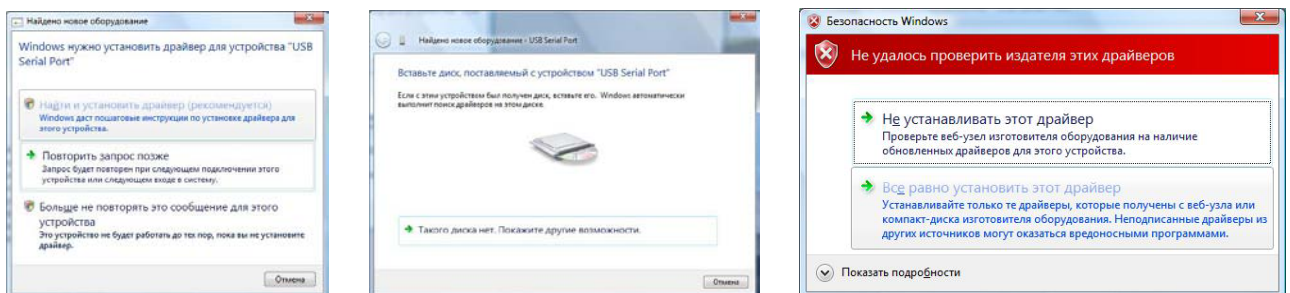 Найдено новое оборудование
Windows нужно установить драйвер для устройства "USB
Serial Port"
Найти и установить драйвер (рекомендуется)
Windows даст пошаговые инструкции по установке драйвера для
этого устройства.
Повторить запрос позже
Запрос будет повторен при следующем подключении этого
устройства или следующем входе в систему.
Больше не повторять это сообщение для этого
устройства
Это устройство не будет работать до тех пор, пока вы не установите
драйвер.
Отмена
Найдено новое оборудование - USB Serial Port
Вставьте диск, поставляемый с устройством "USB Serial Port"
Если с этим устройством был получен диск, вставьте его. Windows автоматически
выполнит поиск драйверов на этом диске.
Такого диска нет. Покажите другие возможности.
Отмена
Безопасность Windows
Не удалось проверить издателя этих драйверов
Не устанавливать этот драйвер
Проверьте веб-узел изготовителя оборудования на наличие
обновленных драйверов для этого устройства.
Все равно установить этот драйвер
Устанавливайте только те драйверы, которые получены с веб-узла или
компакт-диска изготовителя оборудования. Неподписанные драйверы из
других источников могут оказаться вредоносными программами.
Показать подробности